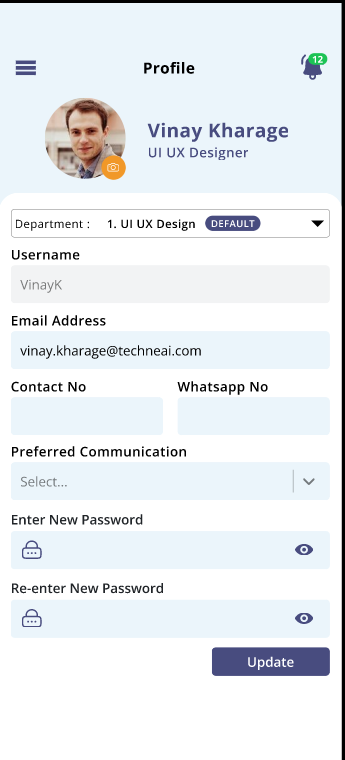 Profile
12
Vinay Kharage
UI UX Designer
Department : 1. UI UX Design DEFAULT
Username
VinayK
Email Address
vinay.kharage@techneai.com
Contact No Whatsapp No
Preferred Communication
Select...
Enter New Password
Re-enter New Password
Update